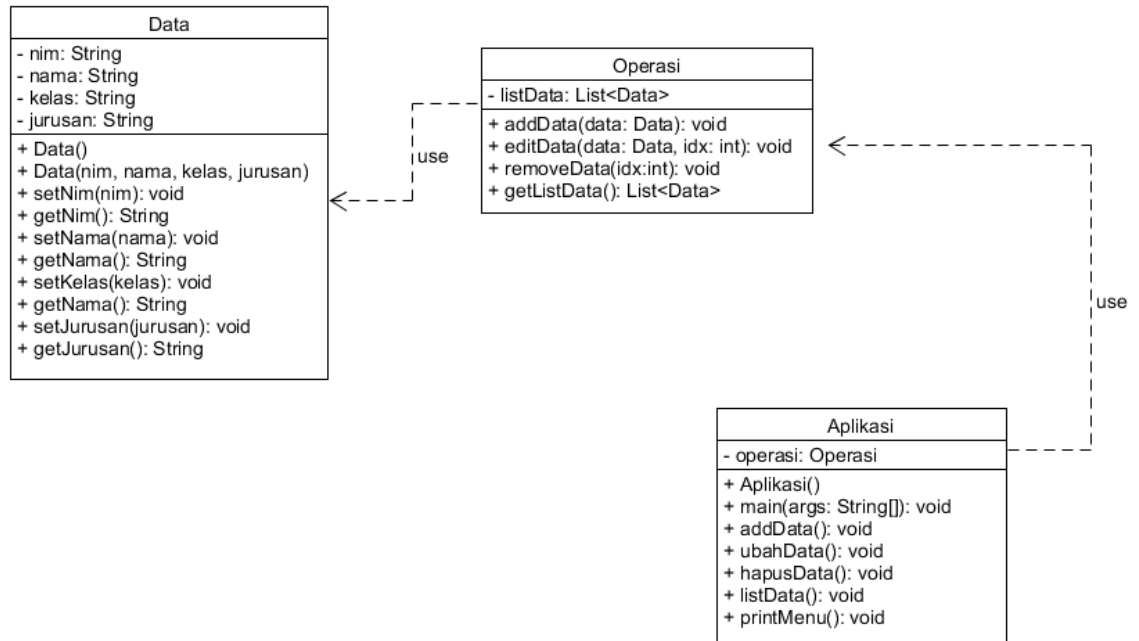 Data
- nim: String
- nama: String
- kelas: String
- jurusan: String
+ Data()
+ Data(nim, nama, kelas, jurusan)
+ setNim(nim): void
+ getNim(): String
+ setNama(nama): void
+ getNama(): String
+ setKelas(kelas): void
+ getNama(): String
+ setJurusan(jurusan): void
+ getJurusan(): String
use
Operasi
- listData: List<Data>
+ addData(data: Data): void
+ editData(data: Data, idx: int): void
+ removeData(idx:int): void
+ getListData(): List<Data>
use
Aplikasi
- operasi: Operasi
+ Aplikasi()
+ main(args: String[]): void
+ addData(): void
+ ubahData(): void
+ hapusData(): void
+ listData(): void
+ printMenu(): void